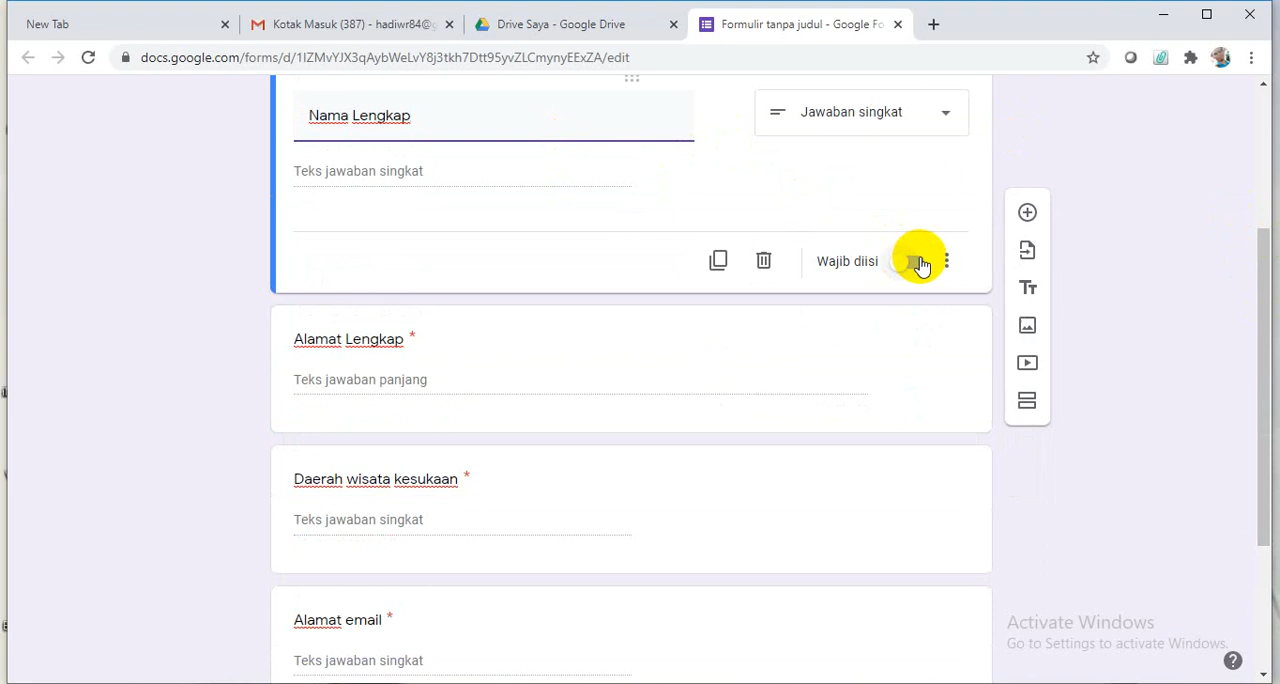 New Tab
Kotak Masuk (387) - hadiwr84@g
Drive Saya - Google Drive
Formulir tanpa judul - Google Fo
docs.google.com/forms/d/1IZMvYJX3qAybWeLvY8j3tkh7Dtt95yvZLCmynyEExZA/edit
Nama Lengkap
Jawaban singkat
Teks jawaban singkat
Wajib diisi
Tt
Alamat Lengkap *
Teks jawaban panjang
Daerah wisata kesukaan *
Teks jawaban singkat
Alamat email *
Teks jawaban singkat
Activate Windows
Go to Settings to activate Windows.